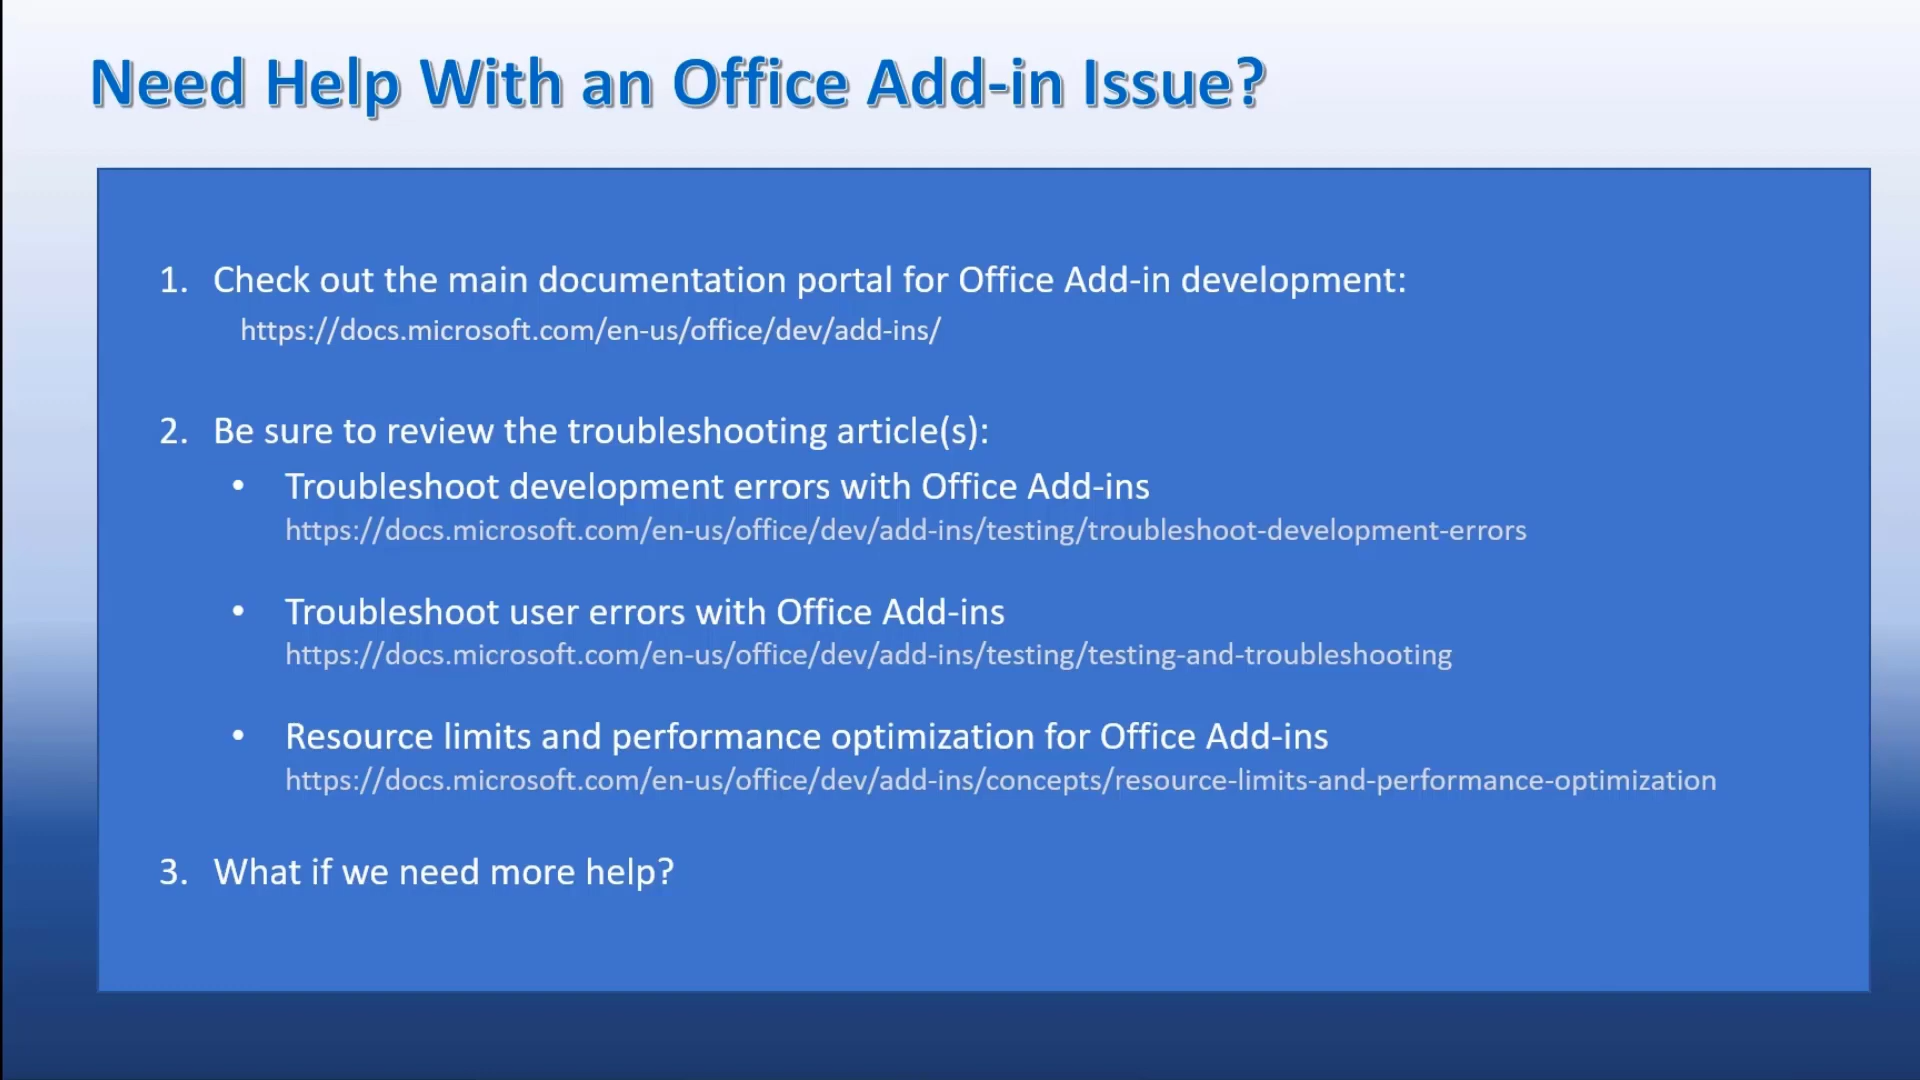 Need Help With an Office Add-in Issue?
1. Check out the main documentation portal for Office Add-in development:
https://docs.microsoft.com/en-us/office/dev/add-ins/
2. Be sure to review the troubleshooting article(s):
• Troubleshoot development errors with Office Add-ins
https://docs.microsoft.com/en-us/office/dev/add-ins/testing/troubleshoot-development-errors
• Troubleshoot user errors with Office Add-ins
https://docs.microsoft.com/en-us/office/dev/add-ins/testing/testing-and-troubleshooting
• Resource limits and performance optimization for Office Add-ins
https://docs.microsoft.com/en-us/office/dev/add-ins/concepts/resource-limits-and-performance-optimization
3. What if we need more help?